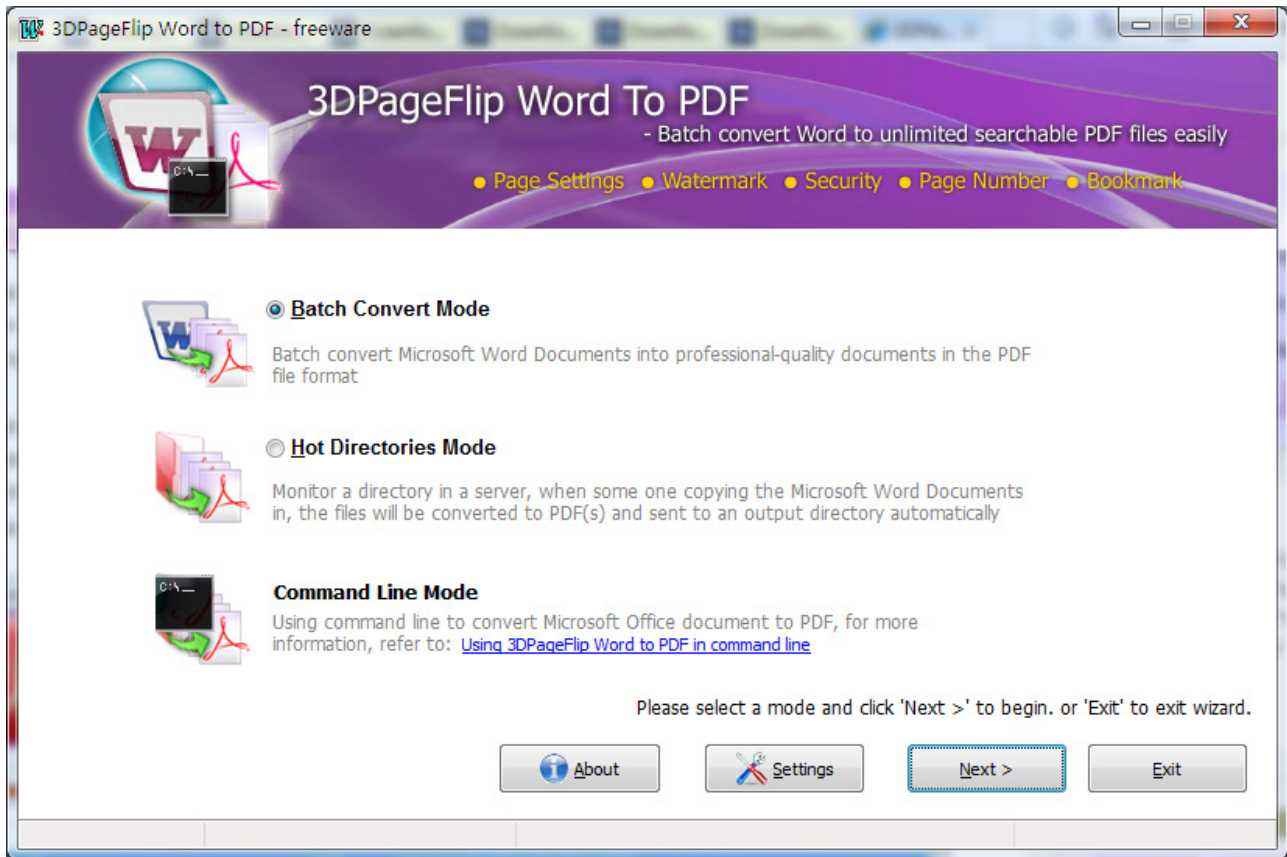 3DPageFlip Word to PDF - freeware
3DPageFlip Word To PDF
- Batch convert Word to unlimited searchable PDF files easily
● Page Settings ● Watermark ● Security ● Page Number ● Bookmark
C:\
Batch Convert Mode
Batch convert Microsoft Word Documents into professional-quality documents in the PDF
file format
Hot Directories Mode
Monitor a directory in a server, when some one copying the Microsoft Word Documents
in, the files will be converted to PDF(s) and sent to an output directory automatically
C:\
Command Line Mode
Using command line to convert Microsoft Office document to PDF, for more
information, refer to: Using 3DPageFlip Word to PDF in command line
Please select a mode and click 'Next >' to begin. or 'Exit' to exit wizard.
About Settings Next > Exit